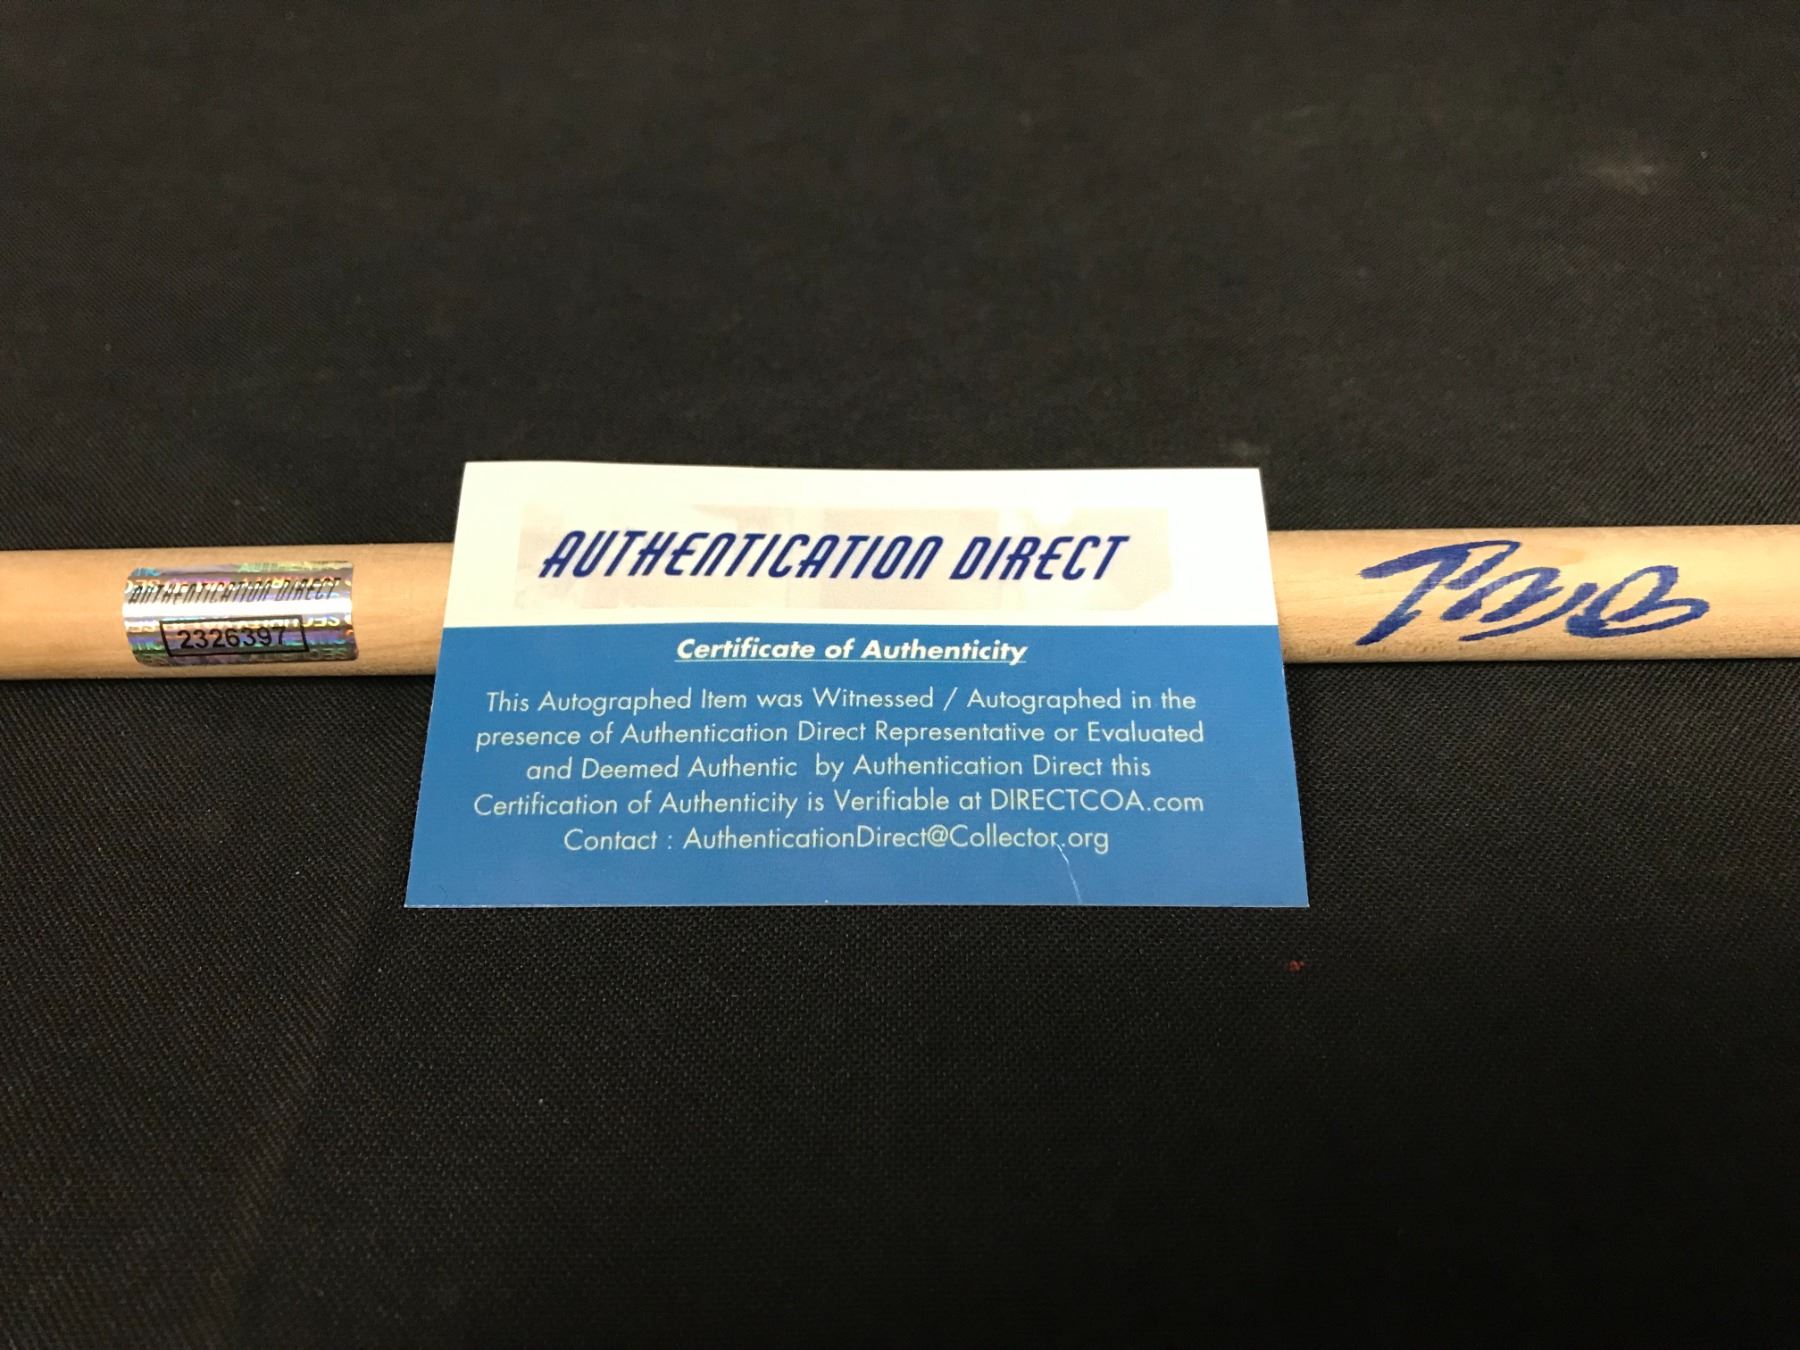 AUTHENTICATION DIRECT
2326397
AUTHENTICATION DIRECT
Certificate of Authenticity
This Autographed Item was Witnessed / Autographed in the
presence of Authentication Direct Representative or Evaluated
and Deemed Authentic by Authentication Direct this
Certification of Authenticity is Verifiable at DIRECTCOA.com
Contact : AuthenticationDirect@Collector.org